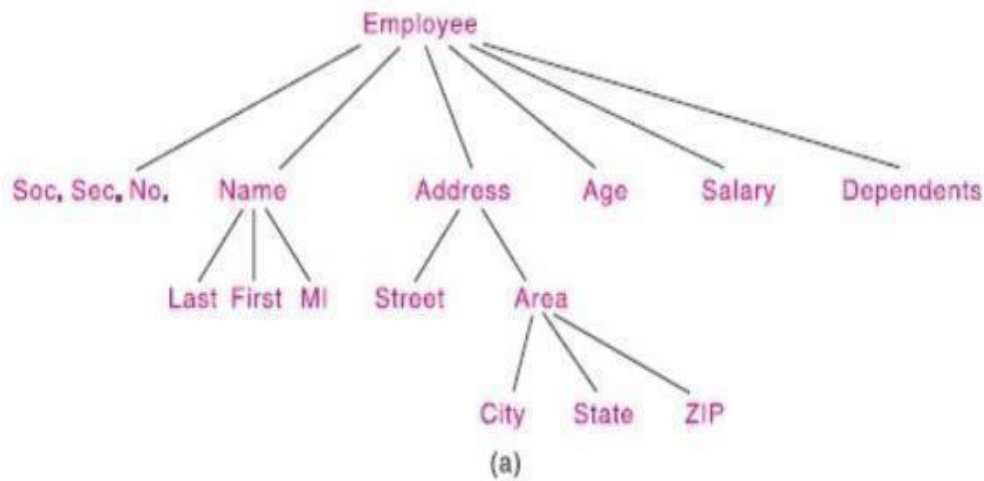 Employee
Soc. Sec. No. Name Address Age Salary Dependents
Last First MI Street Area
City State ZIP
(a)